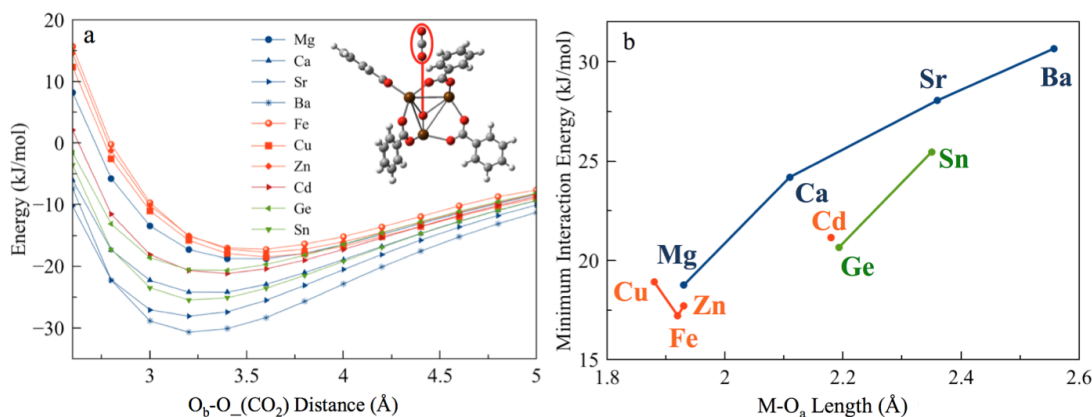 a
20
10
0
−10
−20
−30
Energy (kJ/mol)
Mg
Ca
Sr
Ba
Fe
Cu
Zn
Cd
Ge
Sn
3
3.5
4
4.5
5
O_b-O_(CO₂) Distance (Å)
b
30
25
20
15
Minimum Interaction Energy (kJ/mol)
Ba
Sr
Sn
Ca
Cd
Mg
Ge
Cu
Zn
Fe
1.8
2
2.2
2.4
2.6
M-Oₐ Length (Å)